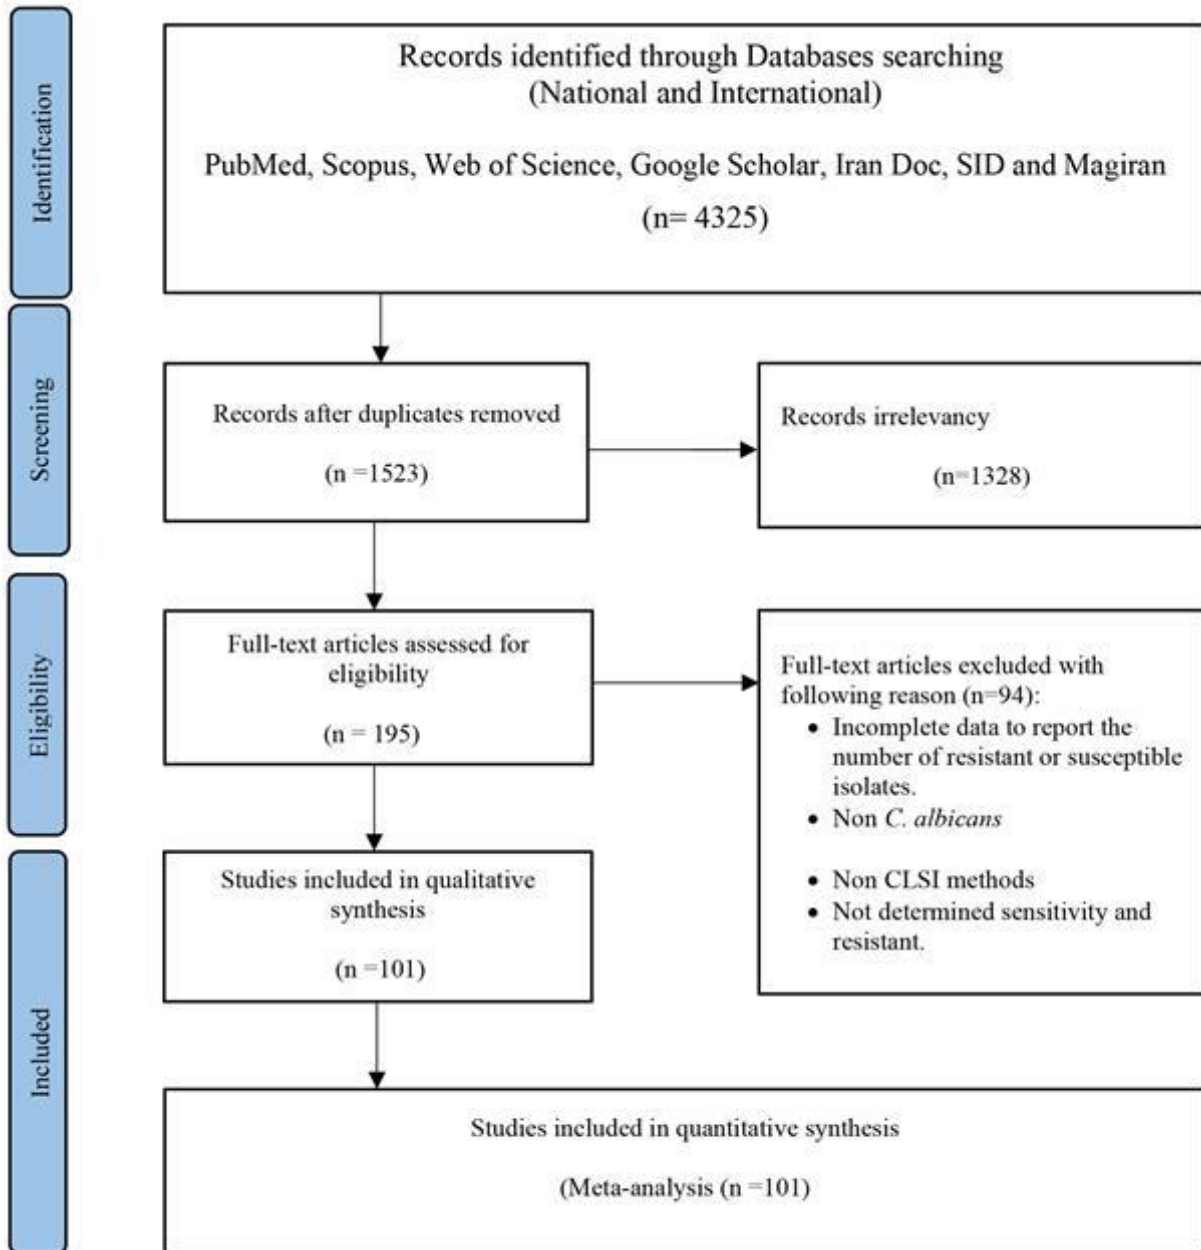 Identification
Records identified through Databases searching
(National and International)
PubMed, Scopus, Web of Science, Google Scholar, Iran Doc, SID and Magiran
(n= 4325)
Screening
Records after duplicates removed
(n =1523)
Records irrelevancy
(n=1328)
Eligibility
Full-text articles assessed for
eligibility
(n = 195)
Full-text articles excluded with
following reason (n=94):
• Incomplete data to report the
number of resistant or susceptible
isolates.
• Non C. albicans
• Non CLSI methods
• Not determined sensitivity and
resistant.
Included
Studies included in qualitative
synthesis
(n =101)
Studies included in quantitative synthesis
(Meta-analysis (n =101)